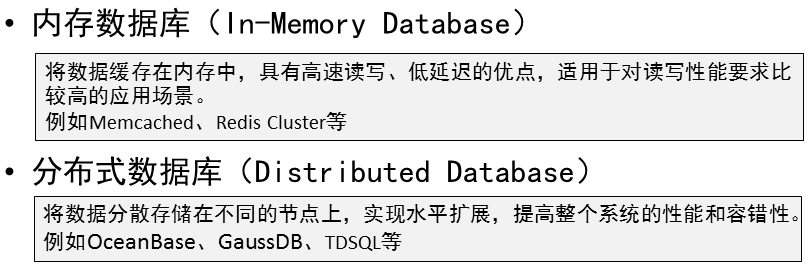 • 内存数据库（In-Memory Database）
将数据缓存在内存中，具有高速读写、低延迟的优点，适用于对读写性能要求比
较高的应用场景。
例如Memcached、Redis Cluster等
• 分布式数据库（Distributed Database）
将数据分散存储在不同的节点上，实现水平扩展，提高整个系统的性能和容错性。
例如OceanBase、GaussDB、TDSQL等